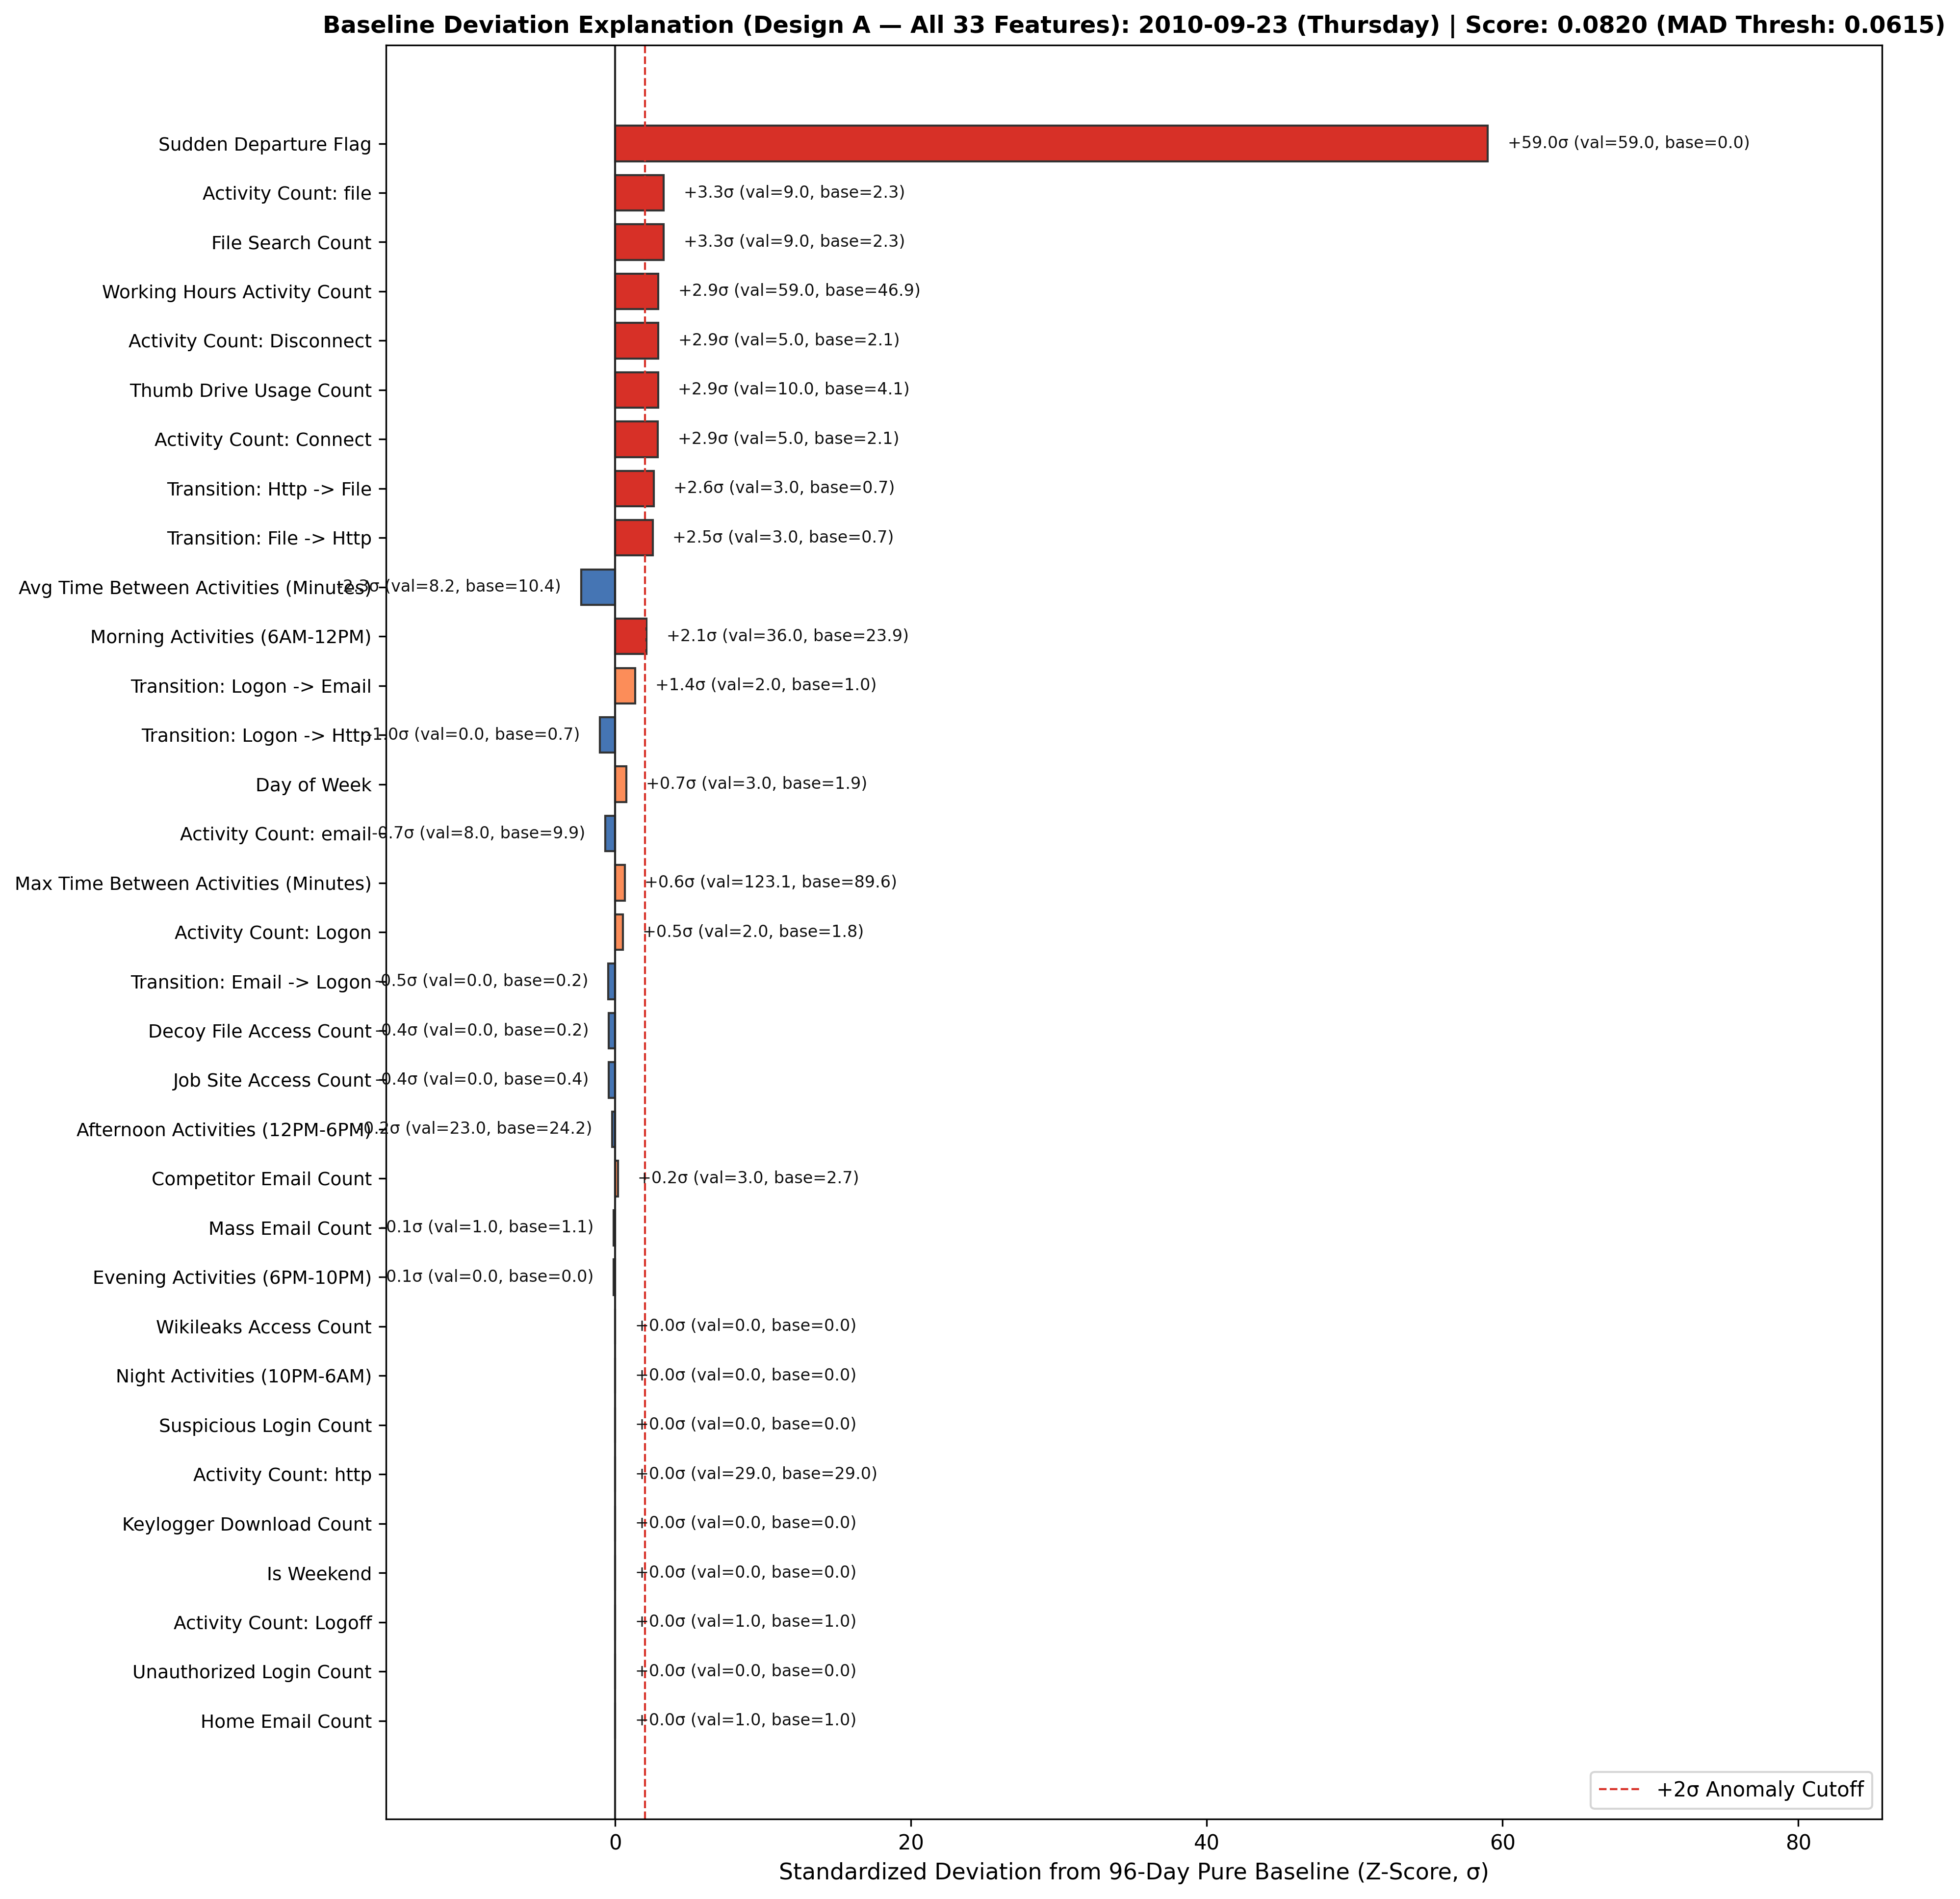 Baseline Deviation Explanation (Design A — All 33 Features): 2010-09-23 (Thursday) | Score: 0.0820 (MAD Thresh: 0.0615)
Sudden Departure Flag +59.0σ (val=59.0, base=0.0)
Activity Count: file +3.3σ (val=9.0, base=2.3)
File Search Count +3.3σ (val=9.0, base=2.3)
Working Hours Activity Count +2.9σ (val=59.0, base=46.9)
Activity Count: Disconnect +2.9σ (val=5.0, base=2.1)
Thumb Drive Usage Count +2.9σ (val=10.0, base=4.1)
Activity Count: Connect +2.9σ (val=5.0, base=2.1)
Transition: Http -> File +2.6σ (val=3.0, base=0.7)
Transition: File -> Http +2.5σ (val=3.0, base=0.7)
Avg Time Between Activities (Minutes) -2.3σ (val=8.2, base=10.4)
Morning Activities (6AM-12PM) +2.1σ (val=36.0, base=23.9)
Transition: Logon -> Email +1.4σ (val=2.0, base=1.0)
Transition: Logon -> Http -1.0σ (val=0.0, base=0.7)
Day of Week +0.7σ (val=3.0, base=1.9)
Activity Count: email -0.7σ (val=8.0, base=9.9)
Max Time Between Activities (Minutes) +0.6σ (val=123.1, base=89.6)
Activity Count: Logon +0.5σ (val=2.0, base=1.8)
Transition: Email -> Logon -0.5σ (val=0.0, base=0.2)
Decoy File Access Count -0.4σ (val=0.0, base=0.2)
Job Site Access Count -0.4σ (val=0.0, base=0.4)
Afternoon Activities (12PM-6PM) -0.2σ (val=23.0, base=24.2)
Competitor Email Count +0.2σ (val=3.0, base=2.7)
Mass Email Count -0.1σ (val=1.0, base=1.1)
Evening Activities (6PM-10PM) -0.1σ (val=0.0, base=0.0)
Wikileaks Access Count +0.0σ (val=0.0, base=0.0)
Night Activities (10PM-6AM) +0.0σ (val=0.0, base=0.0)
Suspicious Login Count +0.0σ (val=0.0, base=0.0)
Activity Count: http +0.0σ (val=29.0, base=29.0)
Keylogger Download Count +0.0σ (val=0.0, base=0.0)
Is Weekend +0.0σ (val=0.0, base=0.0)
Activity Count: Logoff +0.0σ (val=1.0, base=1.0)
Unauthorized Login Count +0.0σ (val=0.0, base=0.0)
Home Email Count +0.0σ (val=1.0, base=1.0)
+2σ Anomaly Cutoff
0 20 40 60 80
Standardized Deviation from 96-Day Pure Baseline (Z-Score, σ)